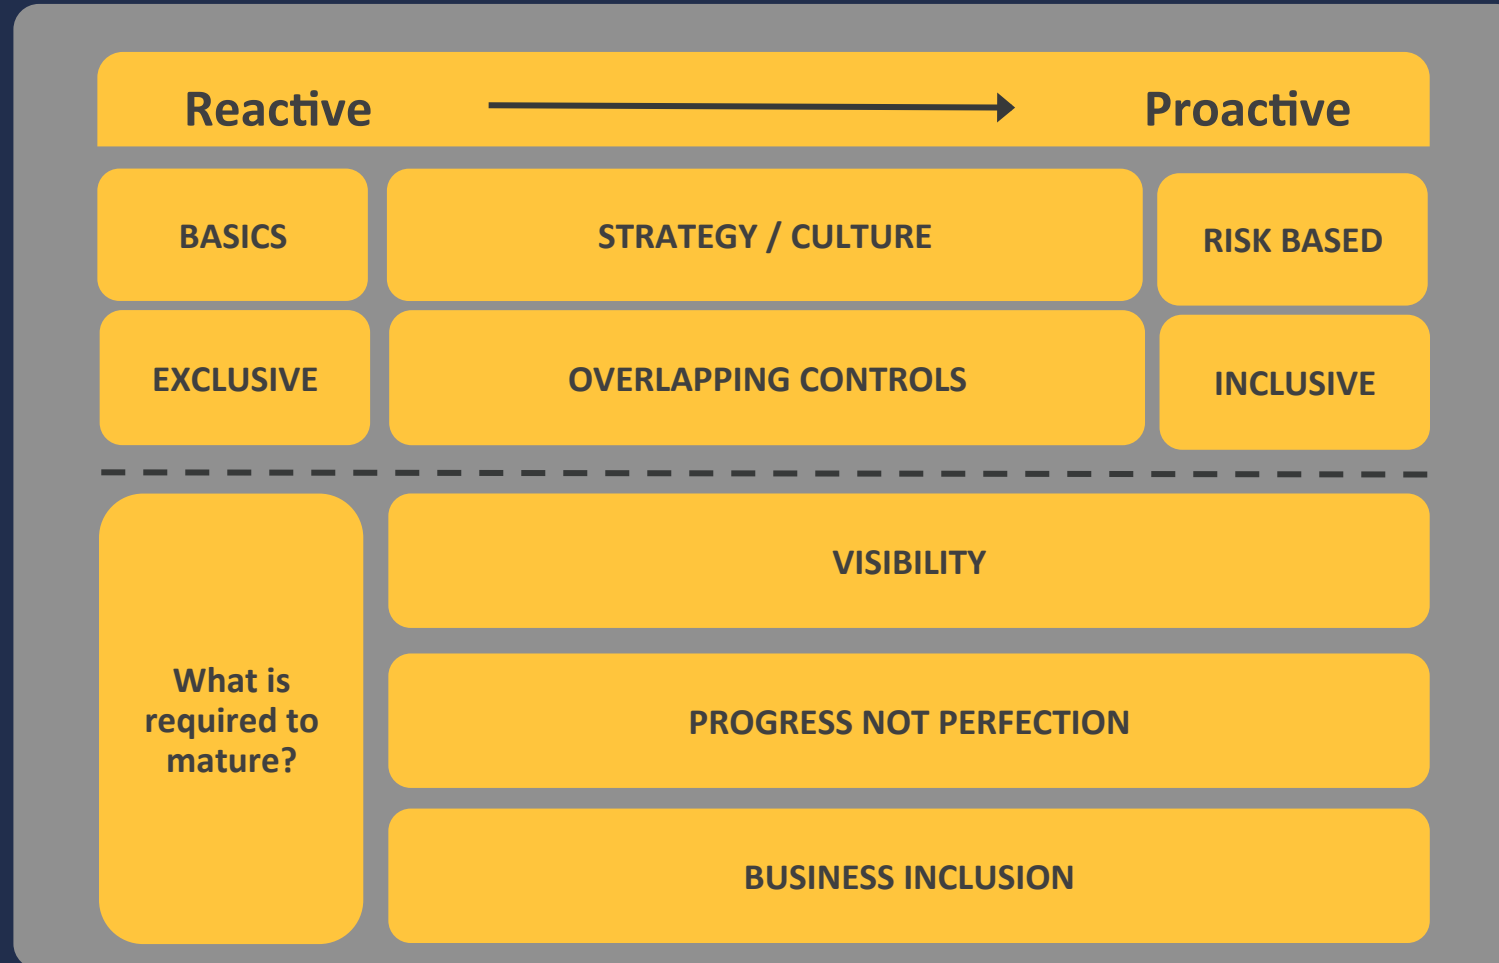 Reactive Proactive
BASICS STRATEGY / CULTURE RISK BASED
EXCLUSIVE OVERLAPPING CONTROLS INCLUSIVE
VISIBILITY
What is
required to
mature?
PROGRESS NOT PERFECTION
BUSINESS INCLUSION